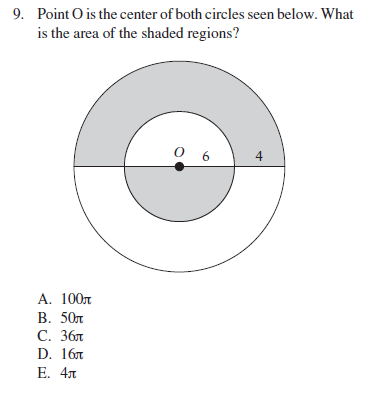 9. Point O is the center of both circles seen below. What
is the area of the shaded regions?
O 6 4
A. 100π
B. 50π
C. 36π
D. 16π
E. 4π